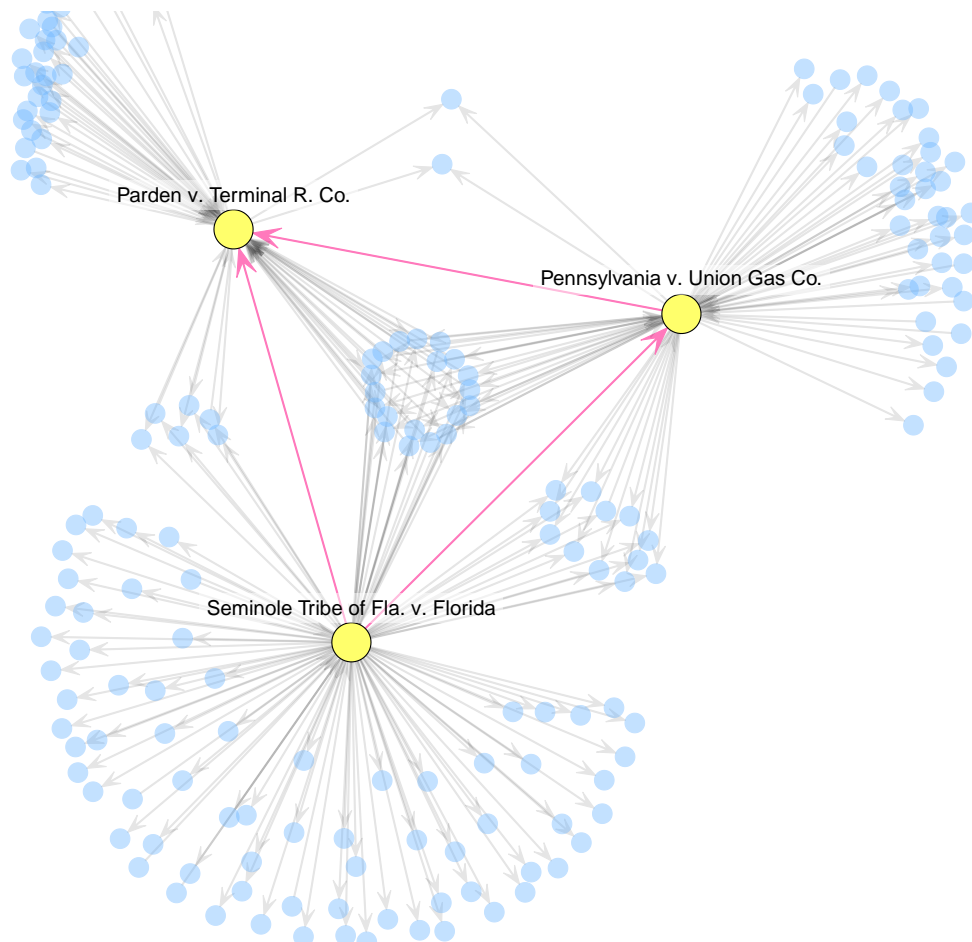 Parden v. Terminal R. Co.
Pennsylvania v. Union Gas Co.
Seminole Tribe of Fla. v. Florida